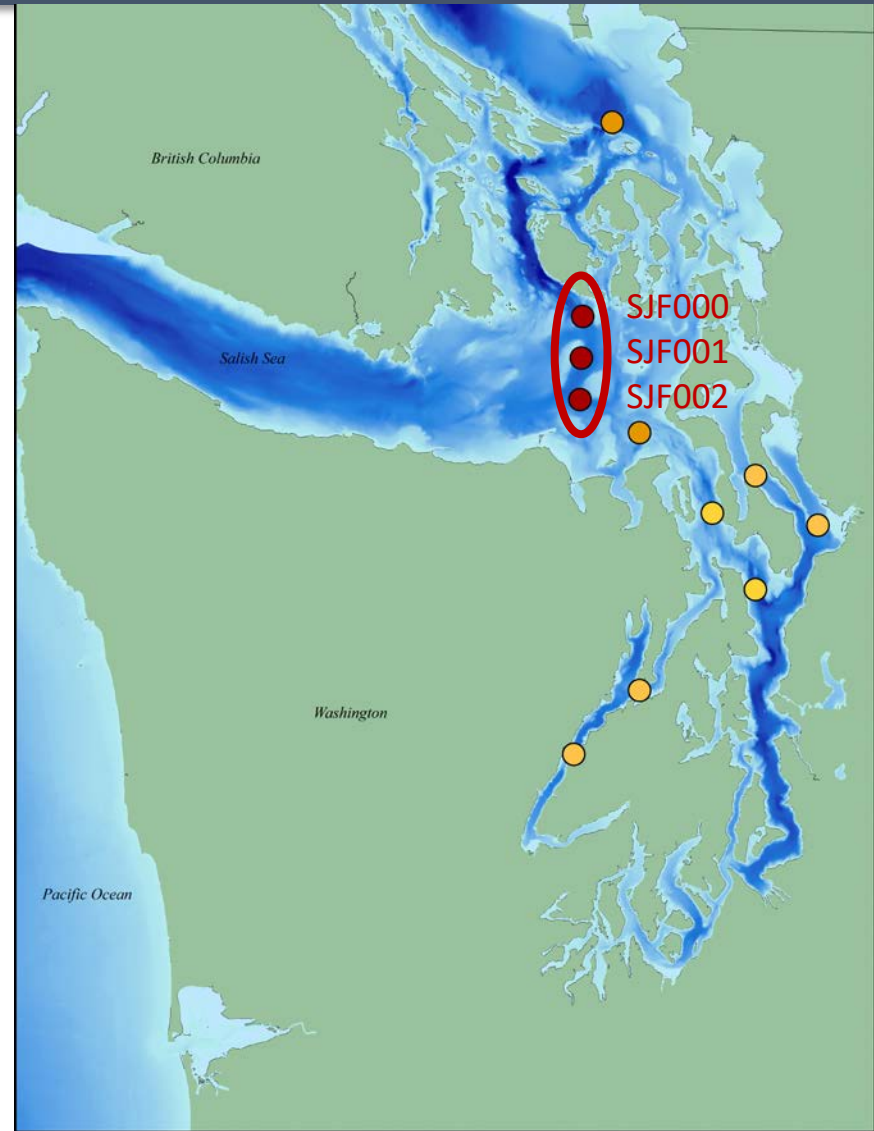 British Columbia
SJF000
SJF001
Salish Sea
SJF002
Washington
Pacific Ocean